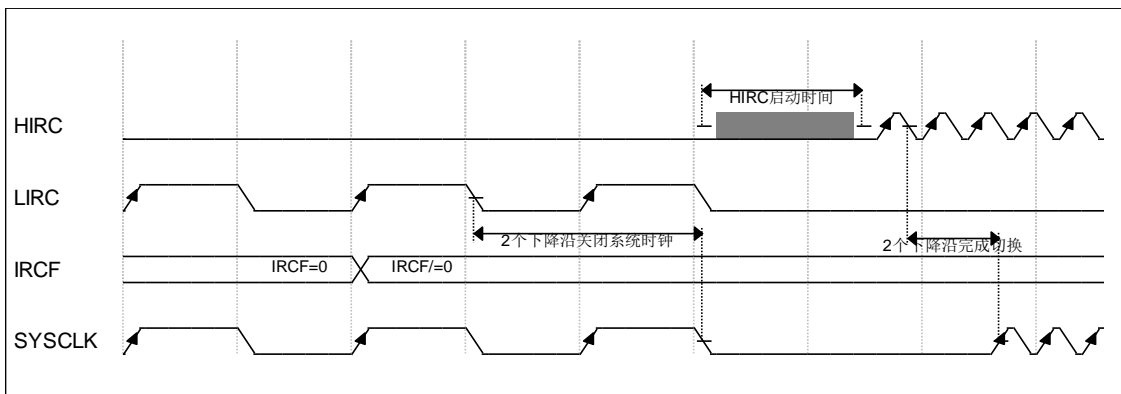 HIRC启动时间
HIRC
LIRC
2个下降沿关闭系统时钟
2个下降沿完成切换
IRCF
IRCF=0
IRCF/=0
SYSCLK